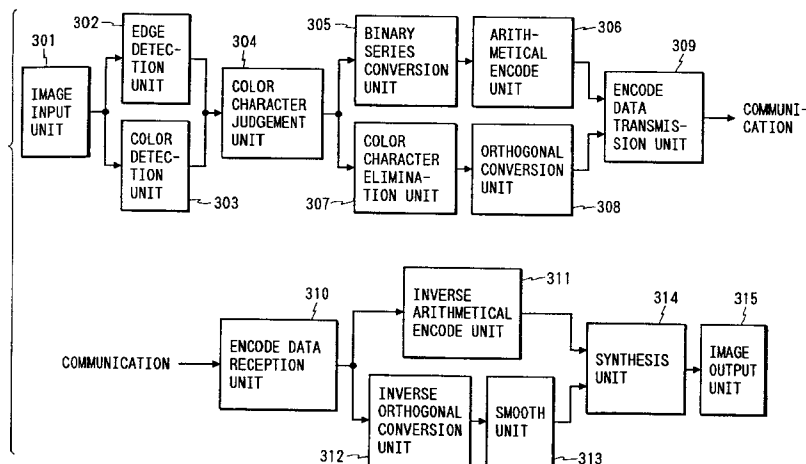 301
IMAGE
INPUT
UNIT
302
EDGE
DETEC-
TION
UNIT
COLOR
DETEC-
TION
UNIT
303
304
COLOR
CHARACTER
JUDGEMENT
UNIT
305
BINARY
SERIES
CONVERSION
UNIT
306
ARITH-
METICAL
ENCODE
UNIT
COLOR
CHARACTER
ELIMINA-
TION UNIT
307
ORTHOGONAL
CONVERSION
UNIT
308
309
ENCODE
DATA
TRANSMIS-
SION UNIT
COMMUNI-
CATION
COMMUNICATION
310
ENCODE DATA
RECEPTION
UNIT
311
INVERSE
ARITHMETICAL
ENCODE UNIT
INVERSE
ORTHOGONAL
CONVERSION
UNIT
312
SMOOTH
UNIT
313
314
SYNTHESIS
UNIT
315
IMAGE
OUTPUT
UNIT